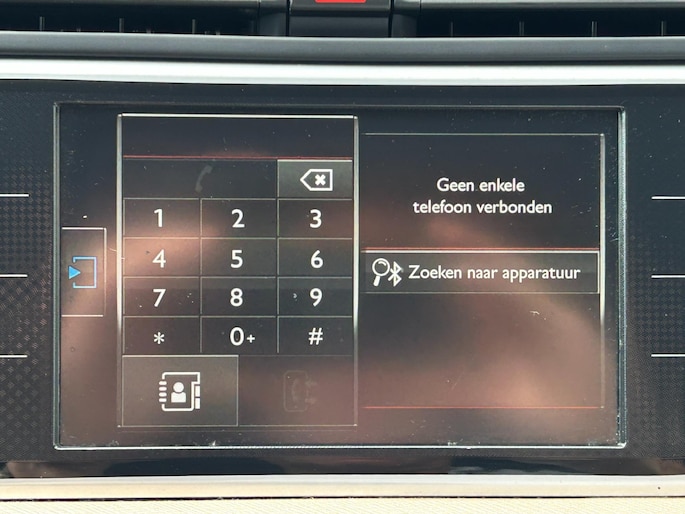 Geen enkele
telefoon verbonden
1 2 3
4 5 6
Zoeken naar apparatuur
7 8 9
* 0+ #